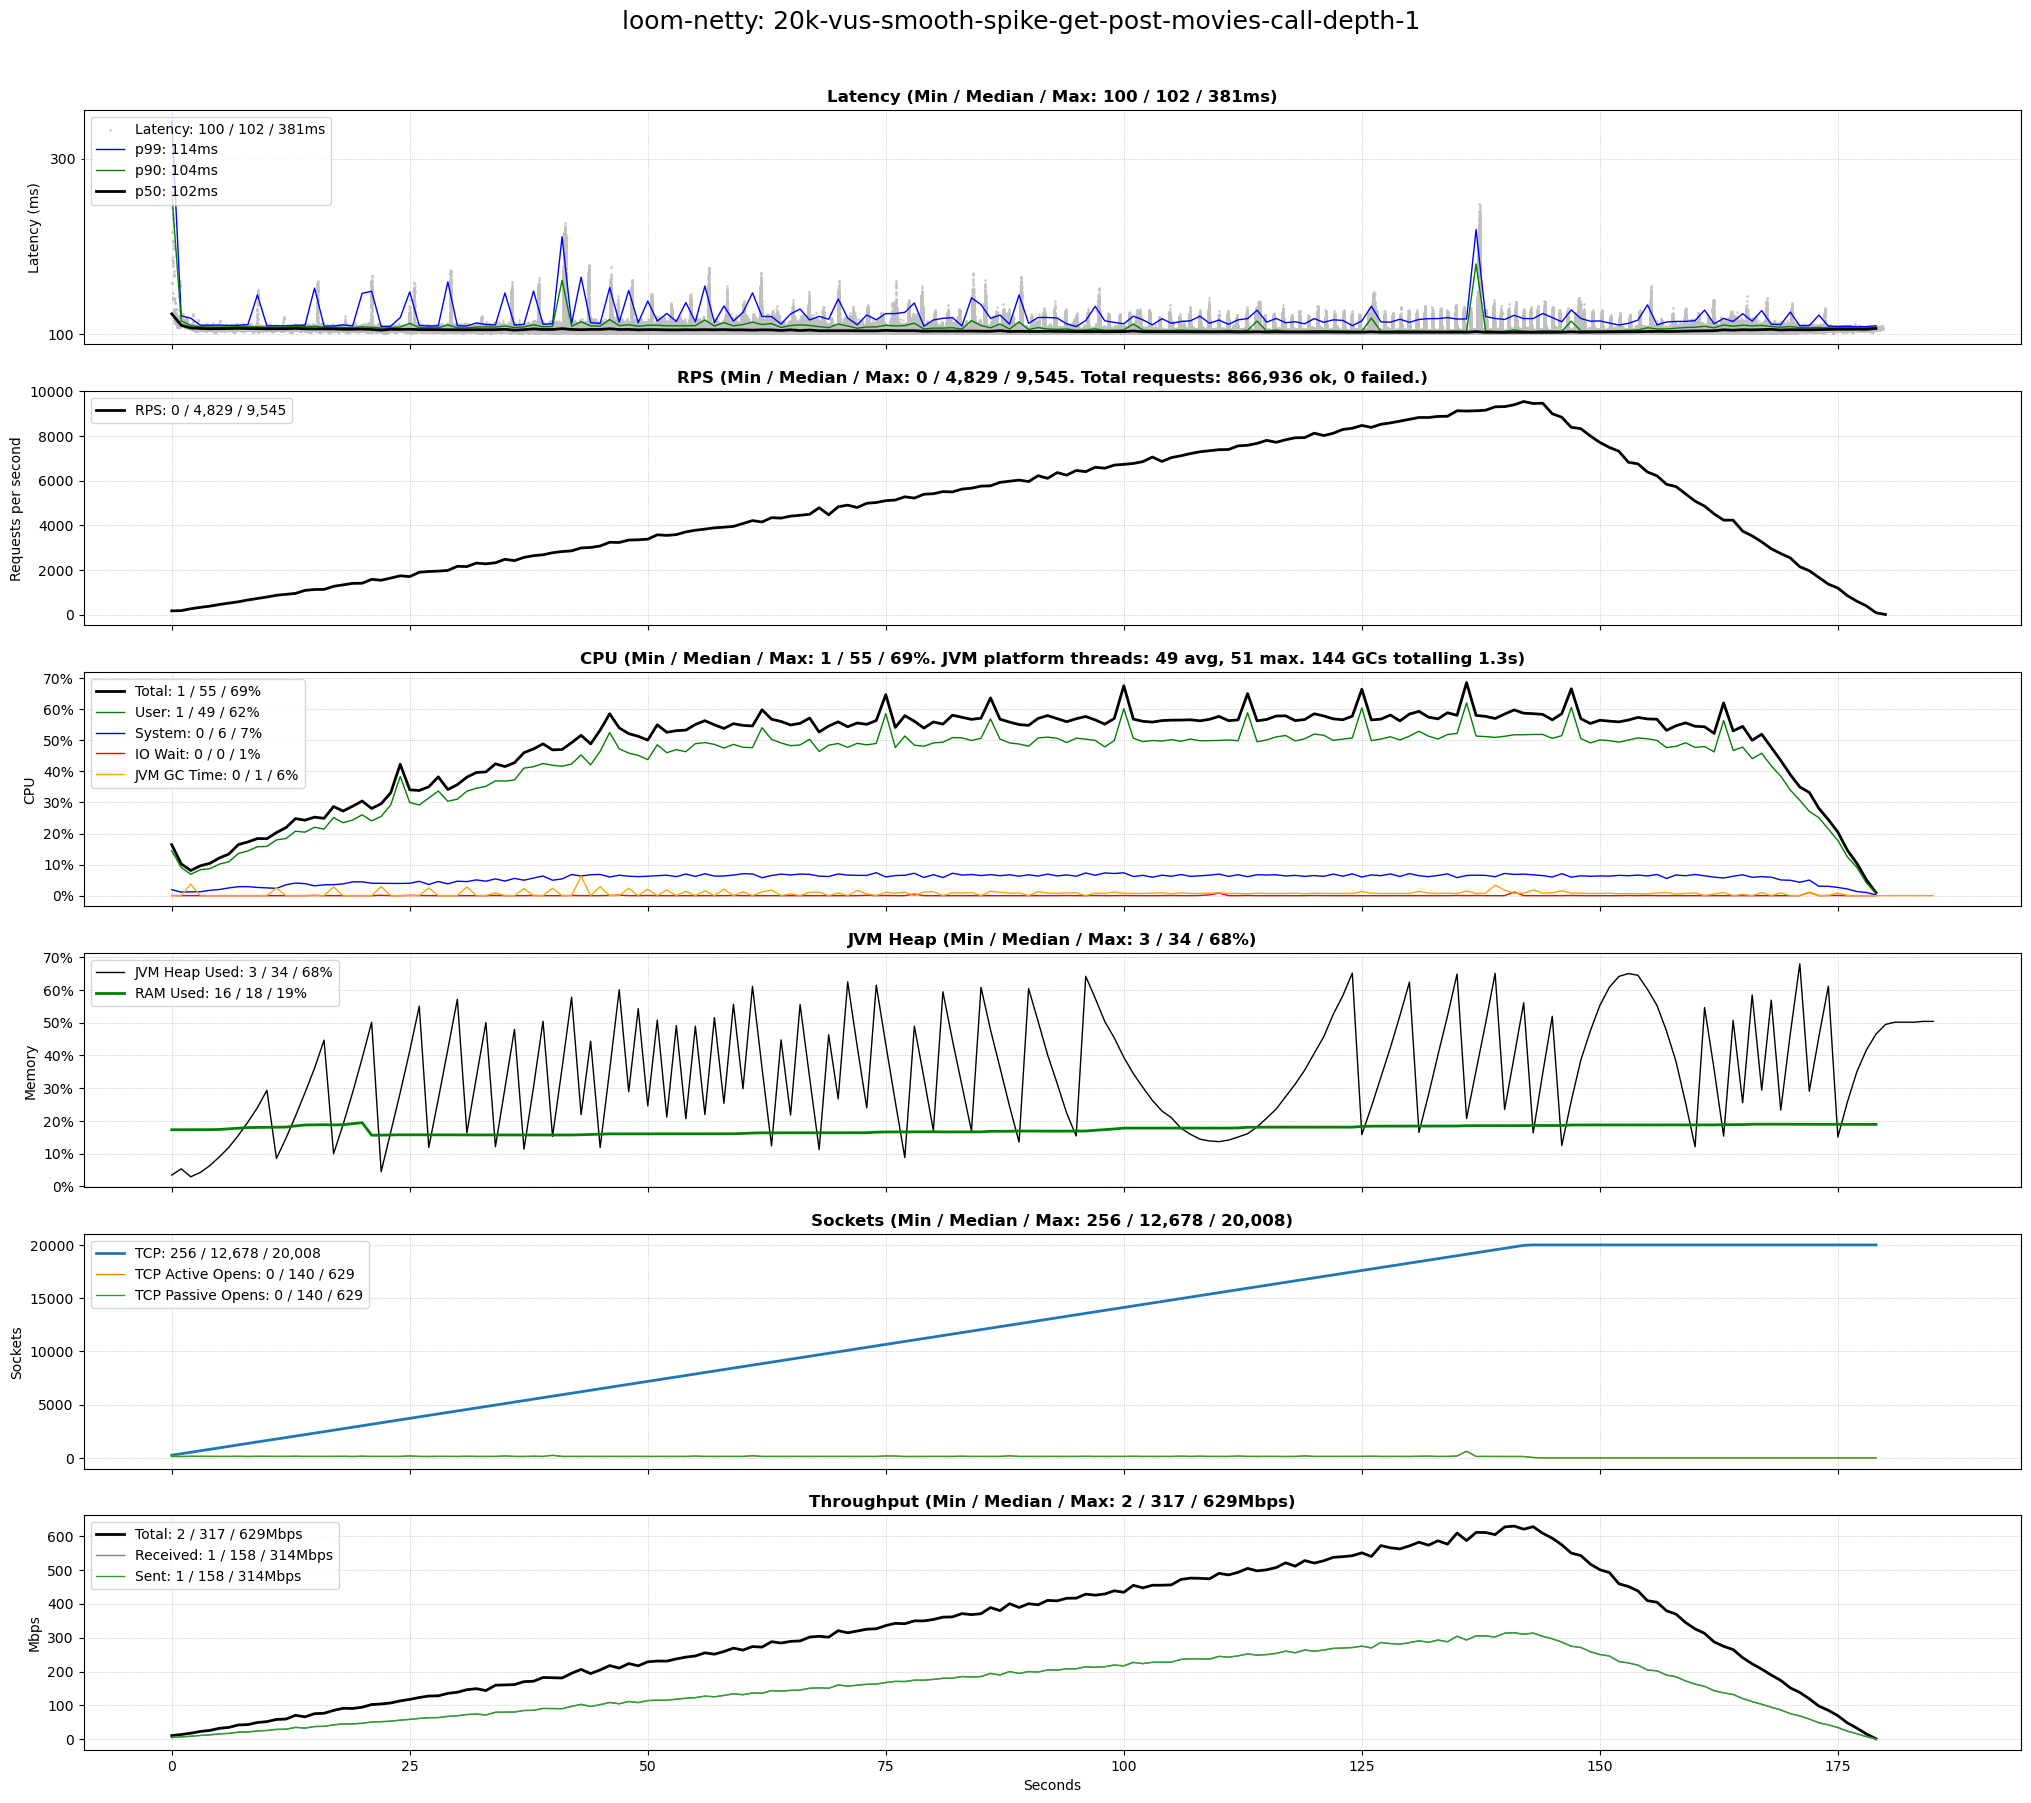 loom-netty: 20k-vus-smooth-spike-get-post-movies-call-depth-1
Latency (Min / Median / Max: 100 / 102 / 381ms)
Latency: 100 / 102 / 381ms
p99: 114ms
p90: 104ms
p50: 102ms
300
100
Latency (ms)
RPS (Min / Median / Max: 0 / 4,829 / 9,545. Total requests: 866,936 ok, 0 failed.)
RPS: 0 / 4,829 / 9,545
10000
8000
6000
4000
2000
0
Requests per second
CPU (Min / Median / Max: 1 / 55 / 69%. JVM platform threads: 49 avg, 51 max. 144 GCs totalling 1.3s)
Total: 1 / 55 / 69%
User: 1 / 49 / 62%
System: 0 / 6 / 7%
IO Wait: 0 / 0 / 1%
JVM GC Time: 0 / 1 / 6%
70%
60%
50%
40%
30%
20%
10%
0%
CPU
JVM Heap (Min / Median / Max: 3 / 34 / 68%)
JVM Heap Used: 3 / 34 / 68%
RAM Used: 16 / 18 / 19%
70%
60%
50%
40%
30%
20%
10%
0%
Memory
Sockets (Min / Median / Max: 256 / 12,678 / 20,008)
TCP: 256 / 12,678 / 20,008
TCP Active Opens: 0 / 140 / 629
TCP Passive Opens: 0 / 140 / 629
20000
15000
10000
5000
0
Sockets
Throughput (Min / Median / Max: 2 / 317 / 629Mbps)
Total: 2 / 317 / 629Mbps
Received: 1 / 158 / 314Mbps
Sent: 1 / 158 / 314Mbps
600
500
400
300
200
100
0
Mbps
0 25 50 75 100 125 150 175
Seconds